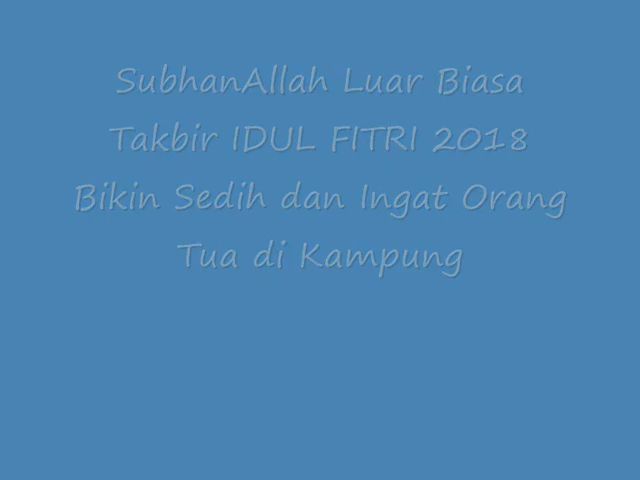 SubhanAllah Luar Biasa
Takbir IDUL FITRI 2018
Bikin Sedih dan Ingat Orang
Tua di Kampung